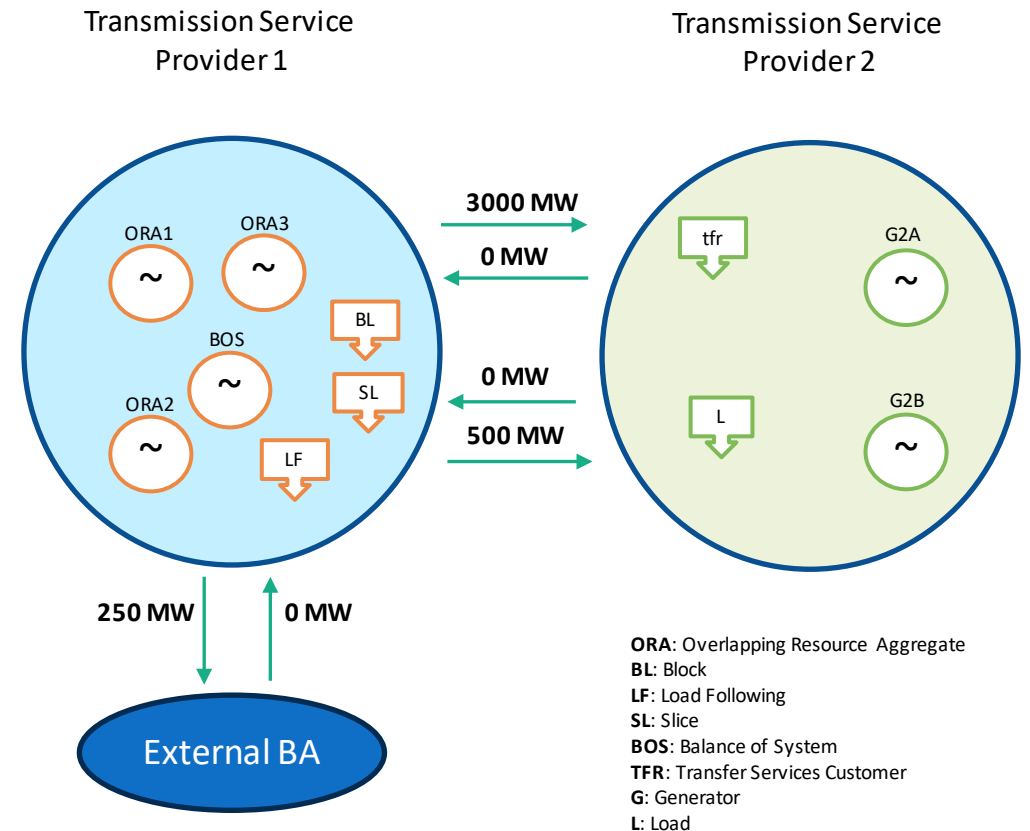 Transmission Service
Provider 1
Transmission Service
Provider 2
3000 MW
0 MW
ORA1
ORA3
~
~
BL
BOS
~
SL
ORA2
~
LF
tfr
G2A
~
0 MW
500 MW
L
G2B
~
250 MW
0 MW
External BA
ORA: Overlapping Resource Aggregate
BL: Block
LF: Load Following
SL: Slice
BOS: Balance of System
TFR: Transfer Services Customer
G: Generator
L: Load